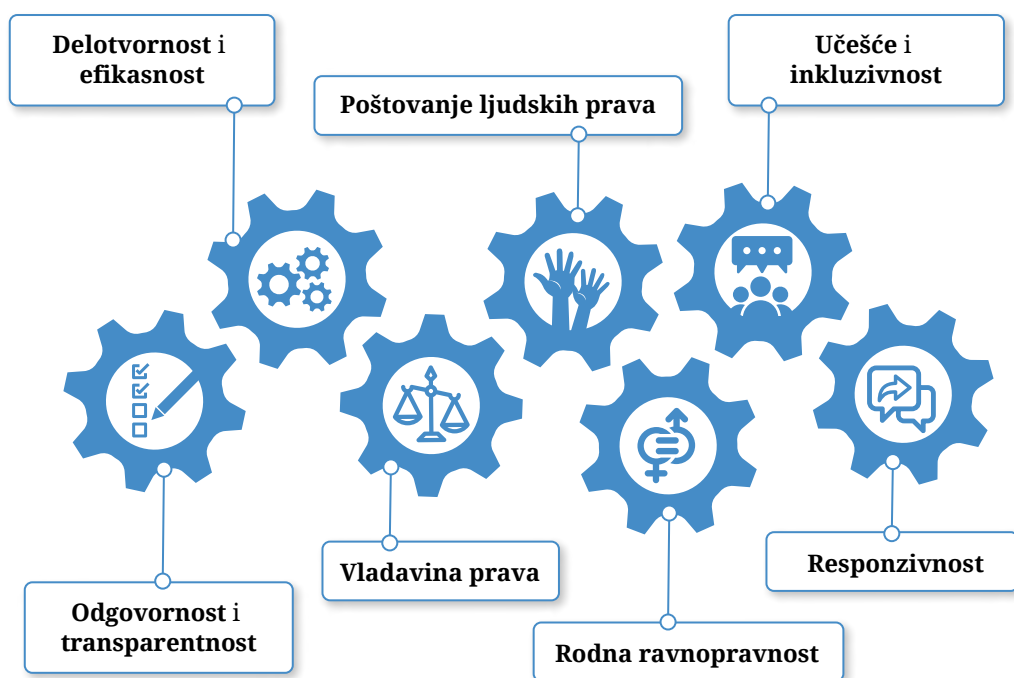 Delotvornost i
efikasnost
Poštovanje ljudskih prava
Učešće i
inkluzivnost
Odgovornost i
transparentnost
Vladavina prava
Rodna ravnopravnost
Responzivnost